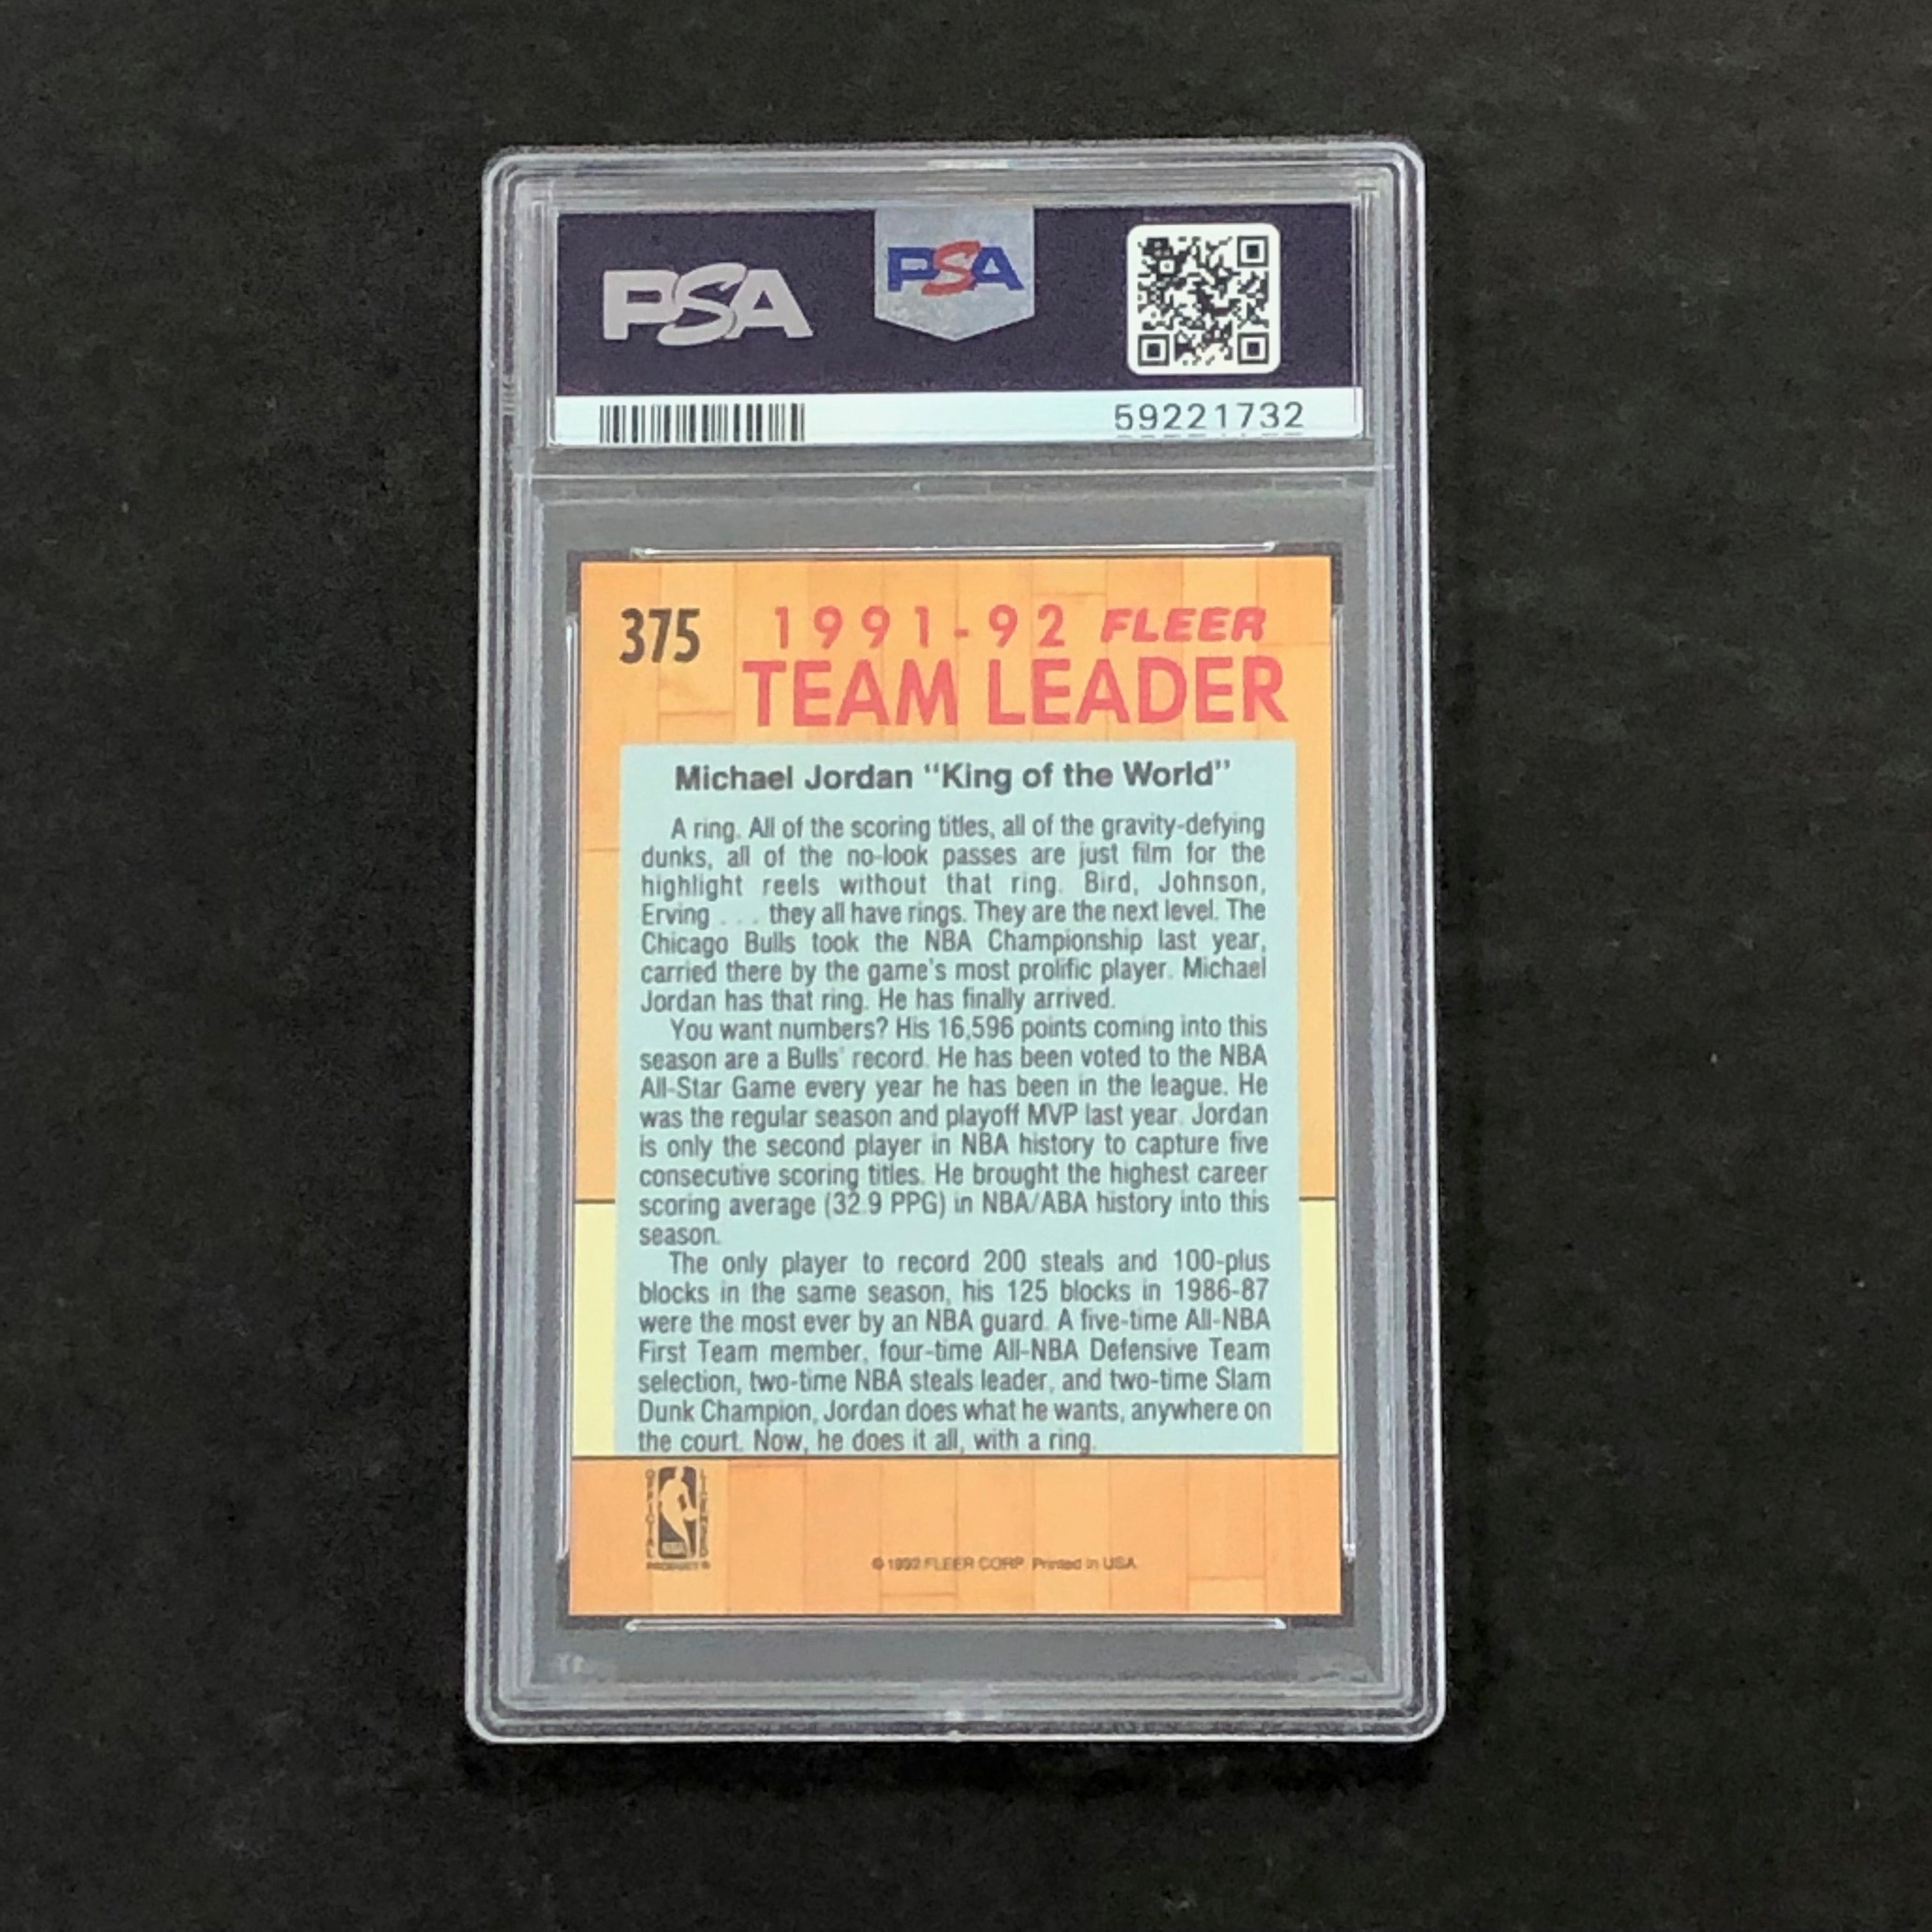 PSA
PSA
59221732
375
1991-92 FLEER
TEAM LEADER
Michael Jordan "King of the World"
A ring. All of the scoring titles, all of the gravity-defying
dunks, all of the no-look passes are just film for the
highlight reels without that ring. Bird, Johnson,
Erving . . . they all have rings. They are the next level. The
Chicago Bulls took the NBA Championship last year,
carried there by the game's most prolific player. Michael
Jordan has that ring. He has finally arrived.
You want numbers? His 16,596 points coming into this
season are a Bulls' record. He has been voted to the NBA
All-Star Game every year he has been in the league. He
was the regular season and playoff MVP last year. Jordan
is only the second player in NBA history to capture five
consecutive scoring titles. He brought the highest career
scoring average (32.9 PPG) in NBA/ABA history into this
season.
The only player to record 200 steals and 100-plus
blocks in the same season, his 125 blocks in 1986-87
were the most ever by an NBA guard. A five-time All-NBA
First Team member, four-time All-NBA Defensive Team
selection, two-time NBA steals leader, and two-time Slam
Dunk Champion, Jordan does what he wants, anywhere on
the court. Now, he does it all, with a ring.
OFFICIAL LICENSED
NBA
PRODUCT®
©1992 FLEER CORP. Printed in USA